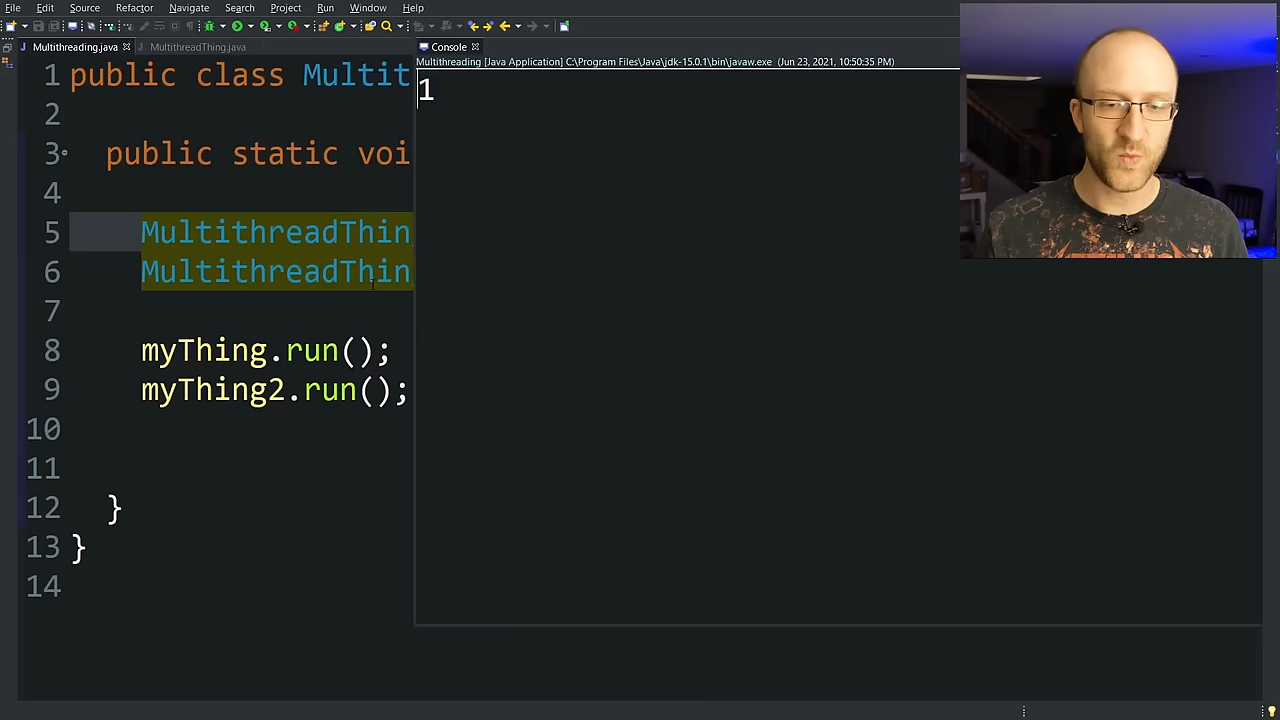 File Edit Source Refactor Navigate Search Project Run Window Help
Multithreading.java MultithreadThing.java
Console
Multithreading [Java Application] C:\Program Files\Java\jdk-15.0.1\bin\javaw.exe (Jun 23, 2021, 10:50:35 PM)
1
1 public class Multit
2
3 public static voi
4
5 MultithreadThin
6 MultithreadThin
7
8 myThing.run();
9 myThing2.run();
10
11
12 }
13 }
14